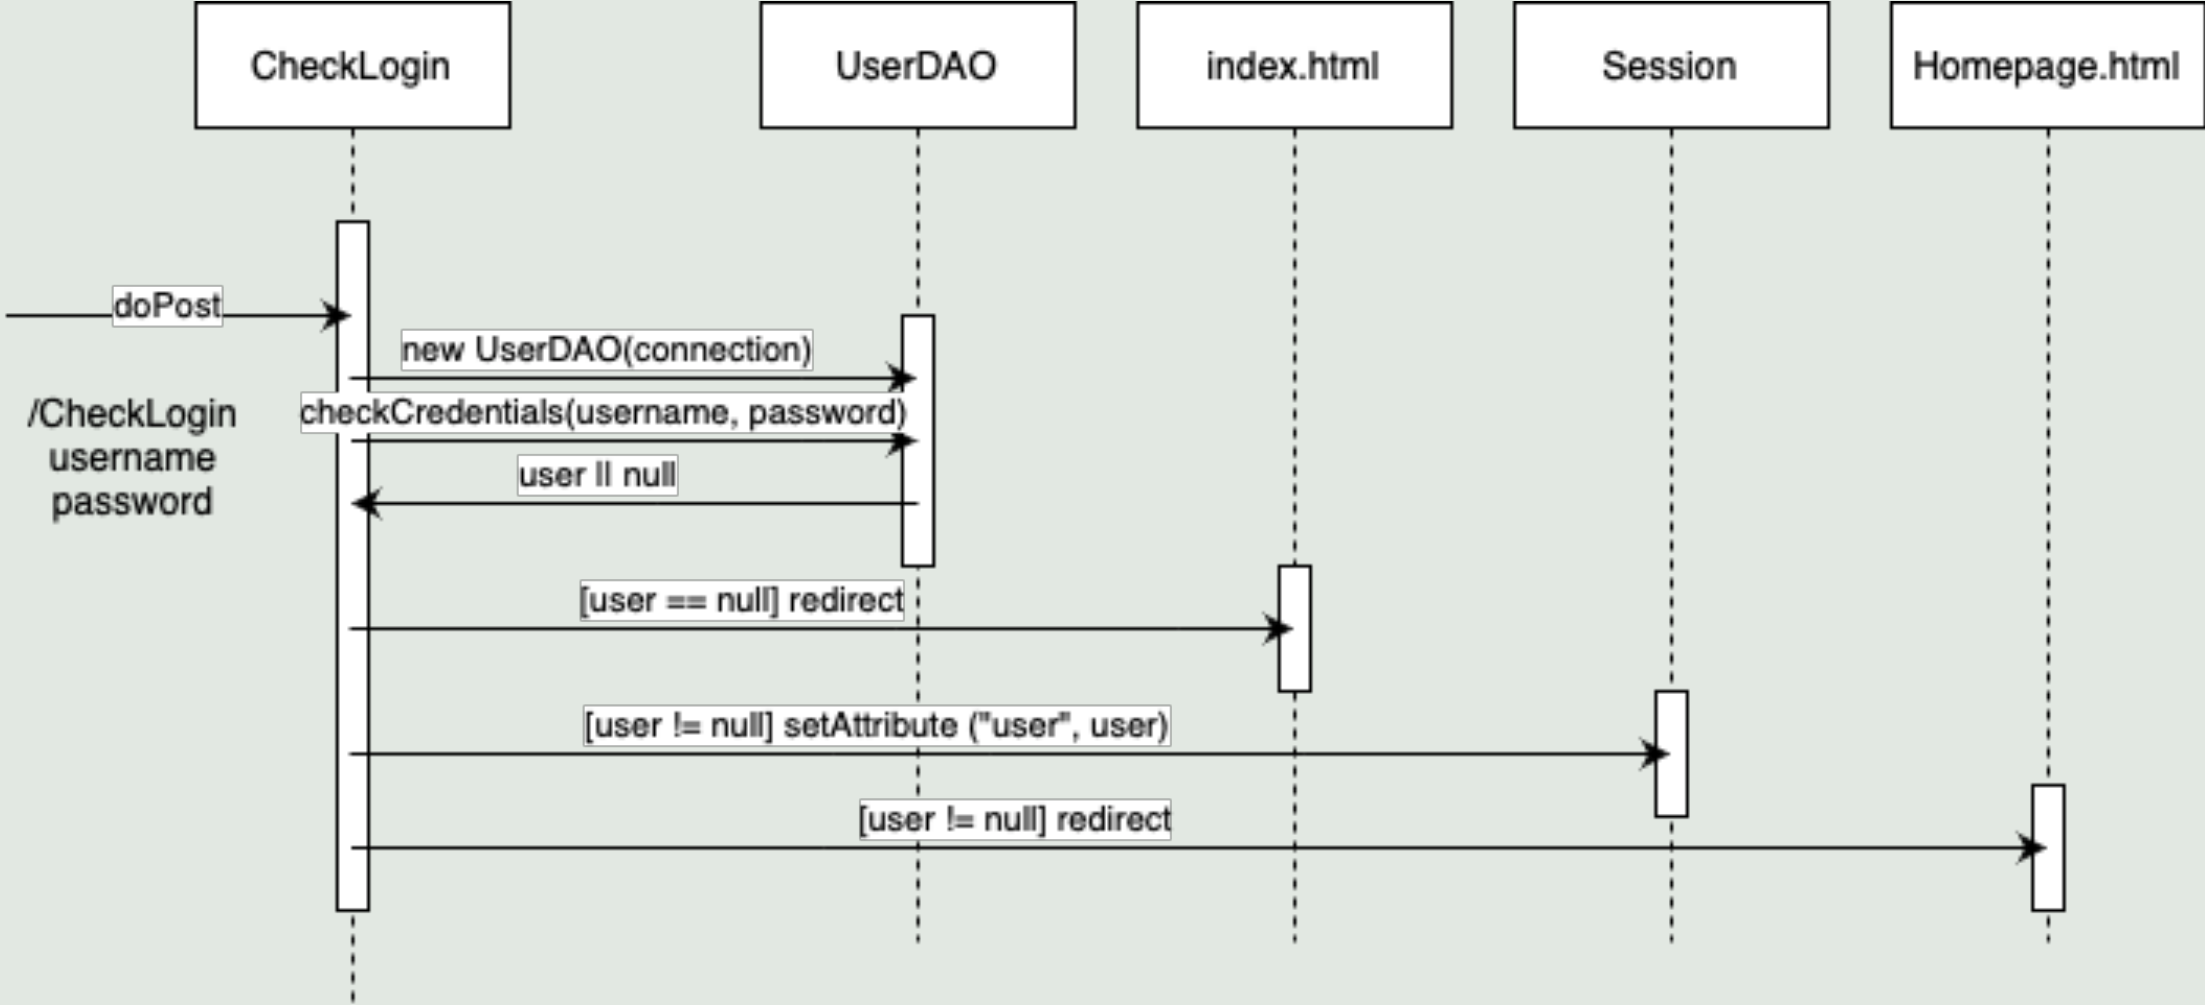 CheckLogin
UserDAO
index.html
Session
Homepage.html
doPost
new UserDAO(connection)
/CheckLogin
username
password
checkCredentials(username, password)
user || null
[user == null] redirect
[user != null] setAttribute ("user", user)
[user != null] redirect